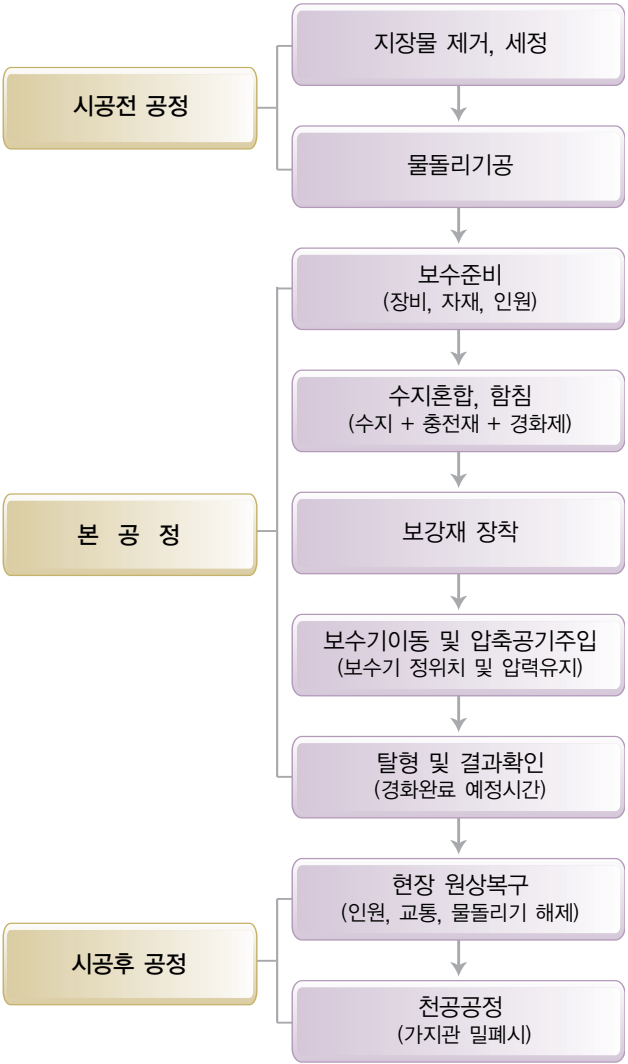 시공전 공정
지장물 제거, 세정
물돌리기공
본 공 정
보수준비
(장비, 자재, 인원)
수지혼합, 함침
(수지 + 충전재 + 경화제)
보강재 장착
보수기이동 및 압축공기주입
(보수기 정위치 및 압력유지)
탈형 및 결과확인
(경화완료 예정시간)
시공후 공정
현장 원상복구
(인원, 교통, 물돌리기 해제)
천공공정
(가지관 밀폐시)